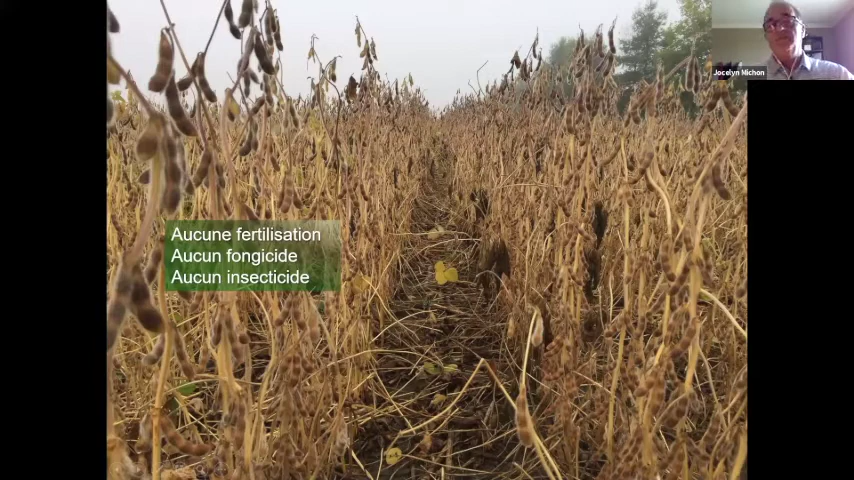 Jocelyn Michon
Aucune fertilisation
Aucun fongicide
Aucun insecticide